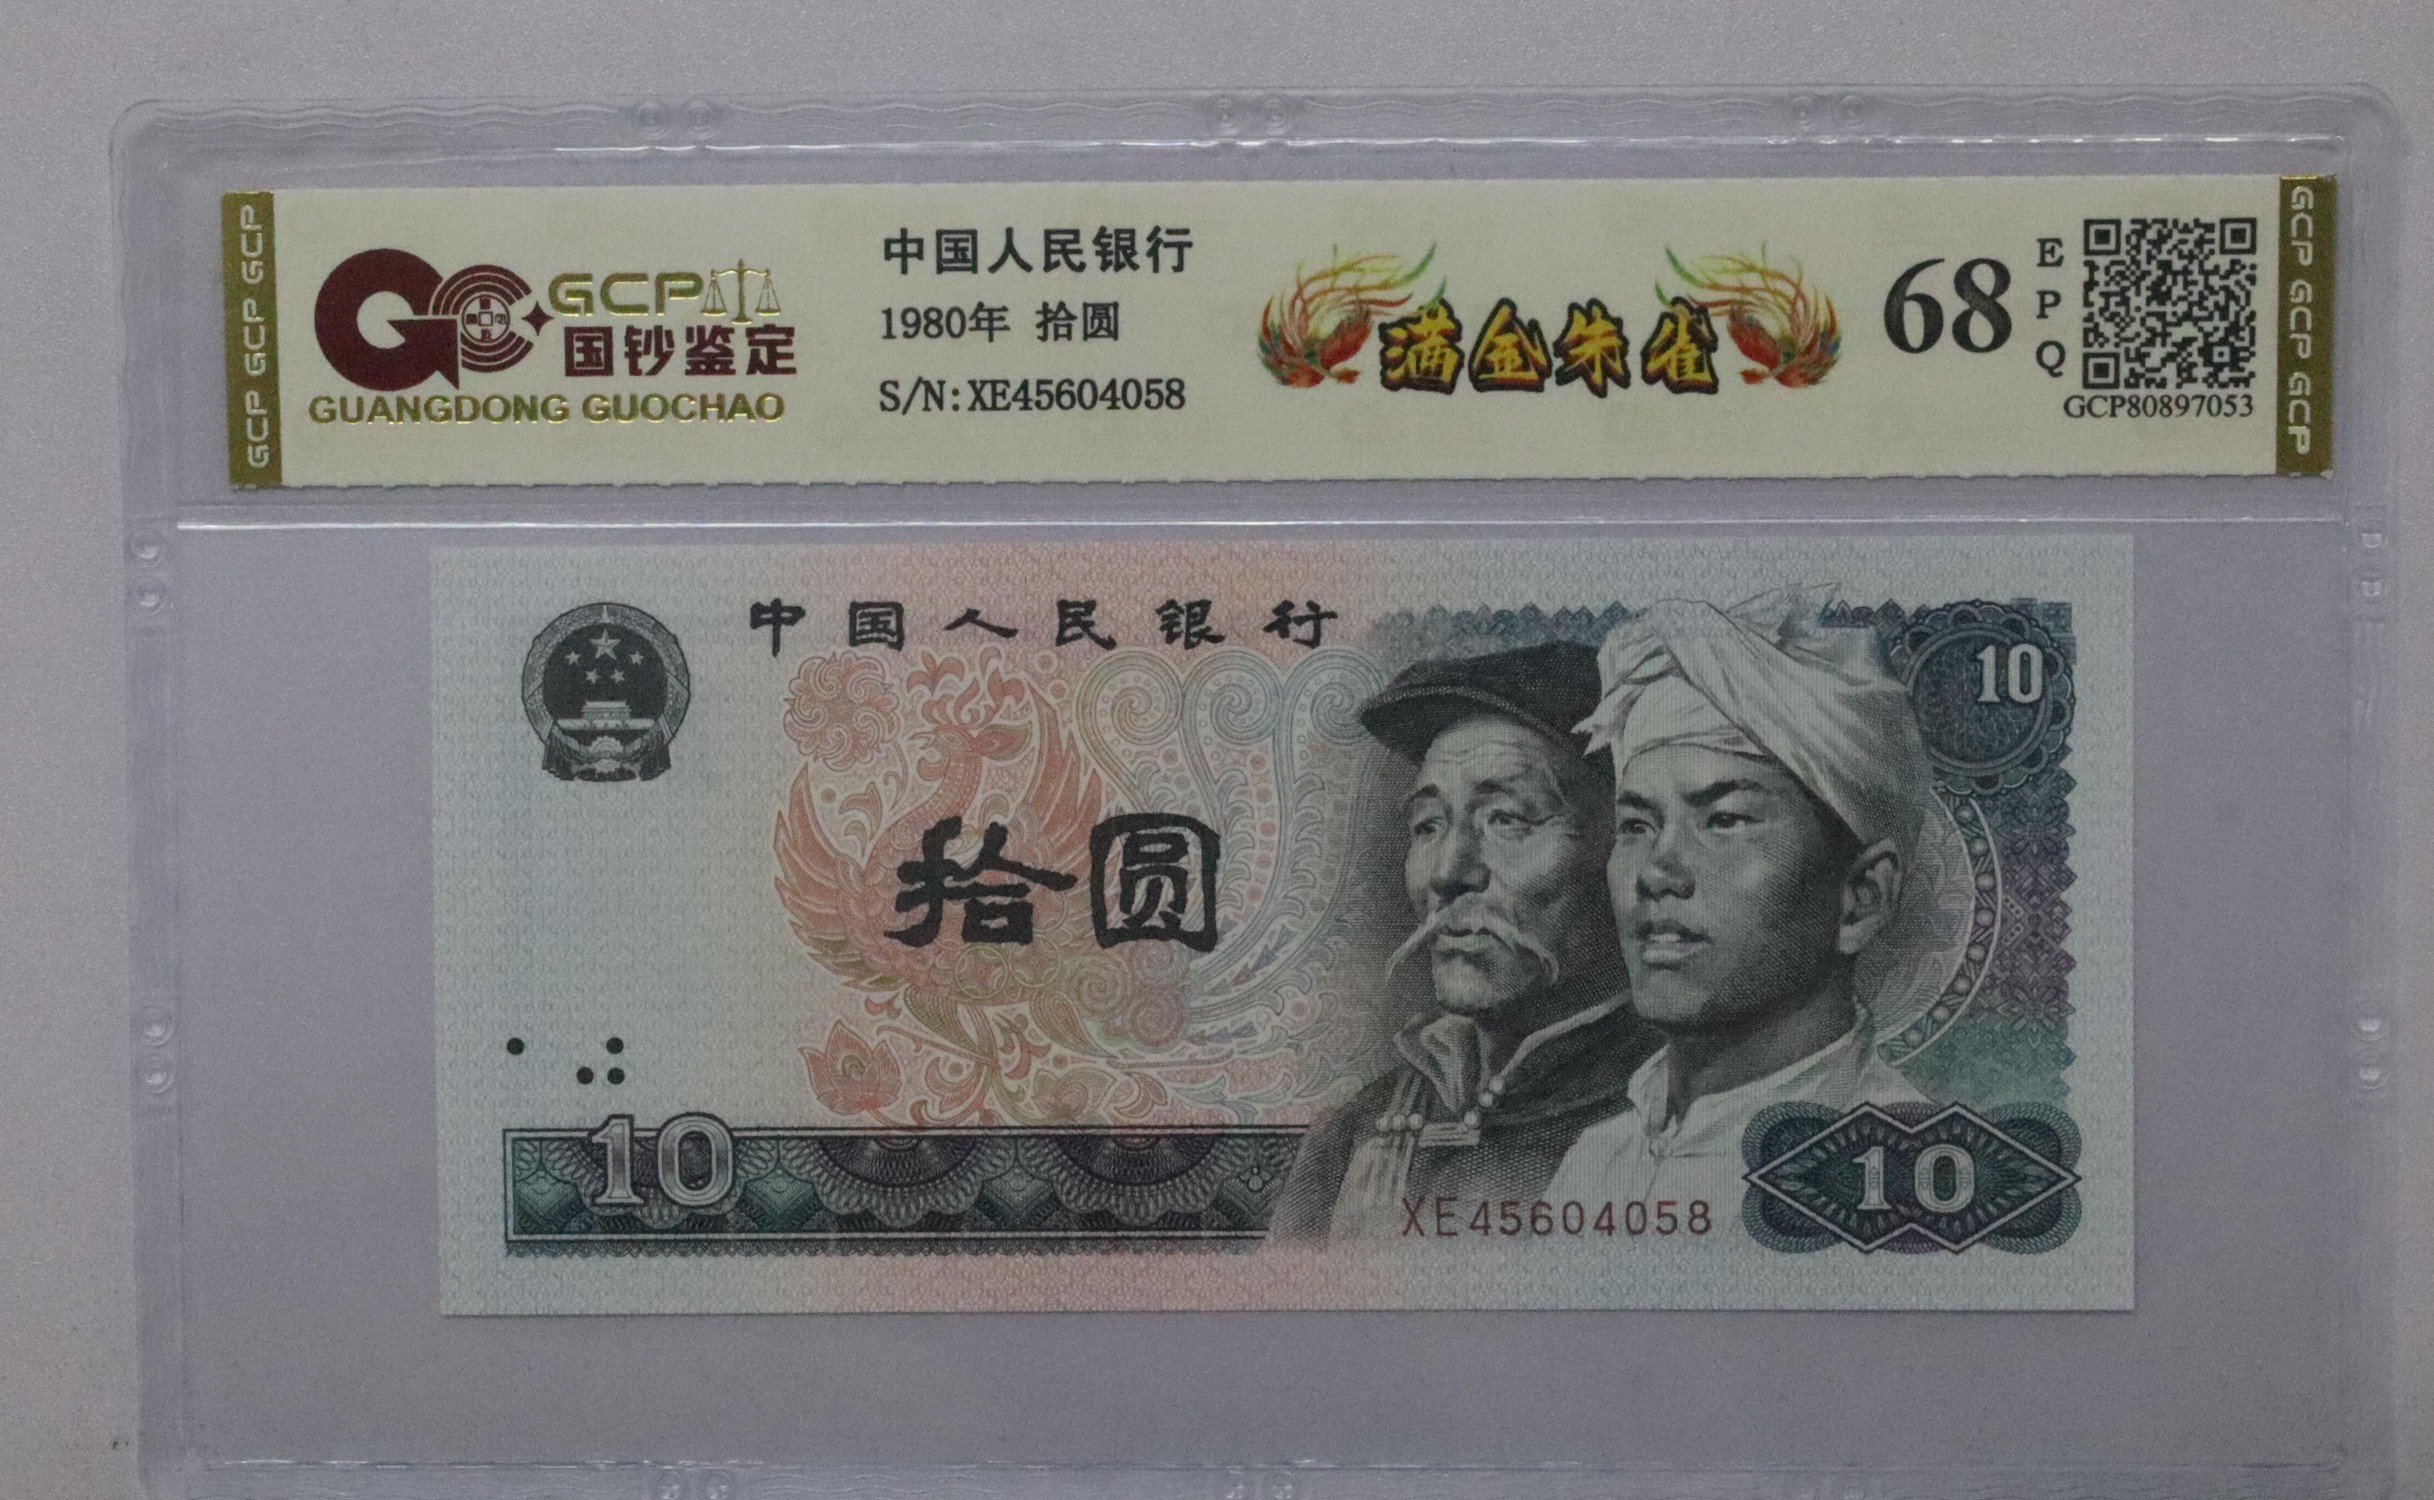 GCP GCP GCP
GCP
国钞鉴定
GUANGDONG GUOCHAO
中国人民银行
1980年 拾圆
S/N:XE45604058
满金朱雀
68
EPQ
GCP80897053
GCP GCP GCP
中国人民银行
10
拾圆
10
XE45604058
10